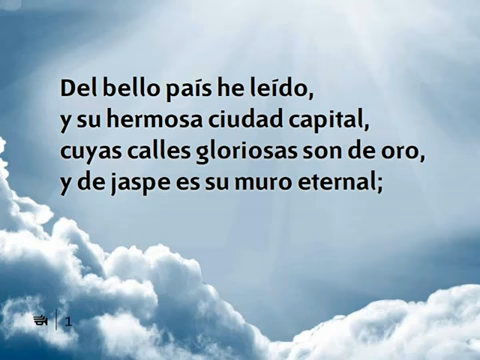 Del bello país he leído,
y su hermosa ciudad capital,
cuyas calles gloriosas son de oro,
y de jaspe es su muro eternal;
1